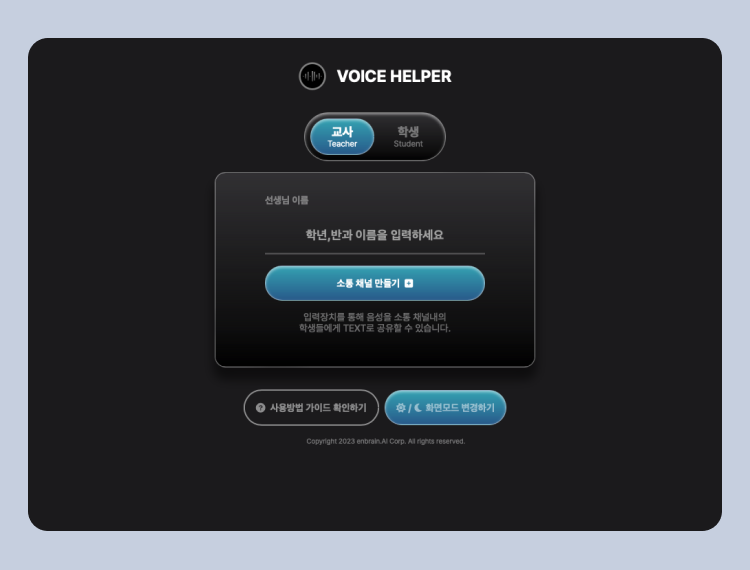 VOICE HELPER
교사
Teacher
학생
Student
선생님 이름
학년,반과 이름을 입력하세요
소통 채널 만들기
입력장치를 통해 음성을 소통 채널내의
학생들에게 TEXT로 공유할 수 있습니다.
사용방법 가이드 확인하기
/ 화면모드 변경하기
Copyright 2023 enbrain.AI Corp. All rights reserved.